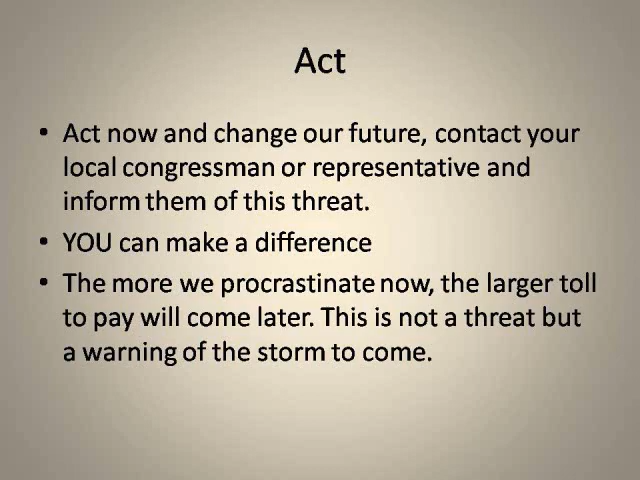 Act
• Act now and change our future, contact your
local congressman or representative and
inform them of this threat.
• YOU can make a difference
• The more we procrastinate now, the larger toll
to pay will come later. This is not a threat but
a warning of the storm to come.